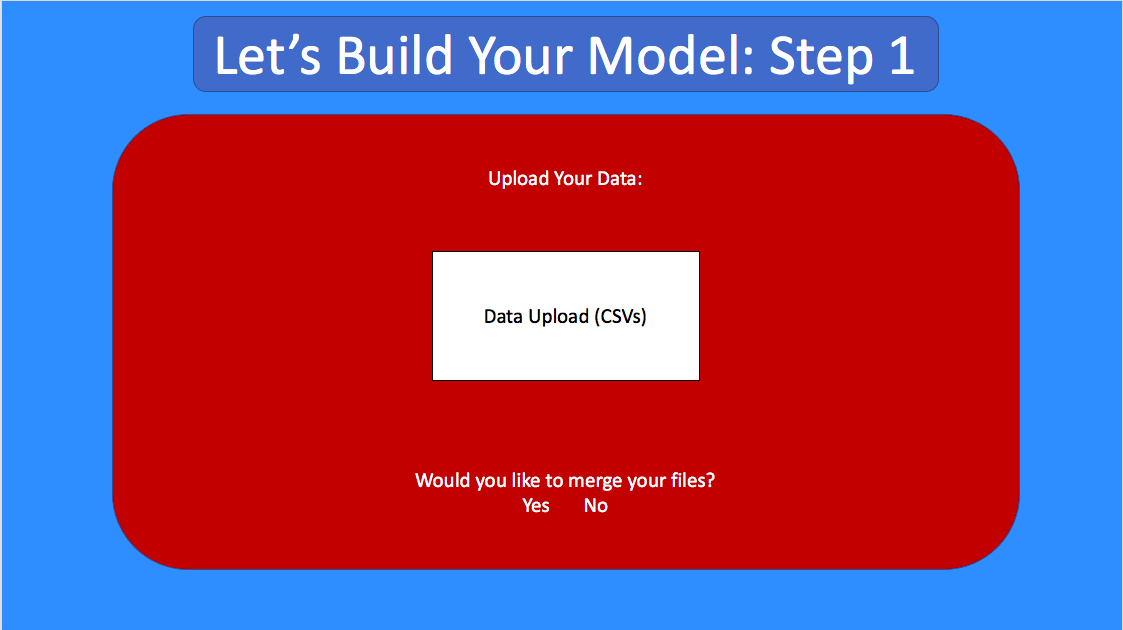 Let’s Build Your Model: Step 1
Upload Your Data:
Data Upload (CSVs)
Would you like to merge your files?
Yes No